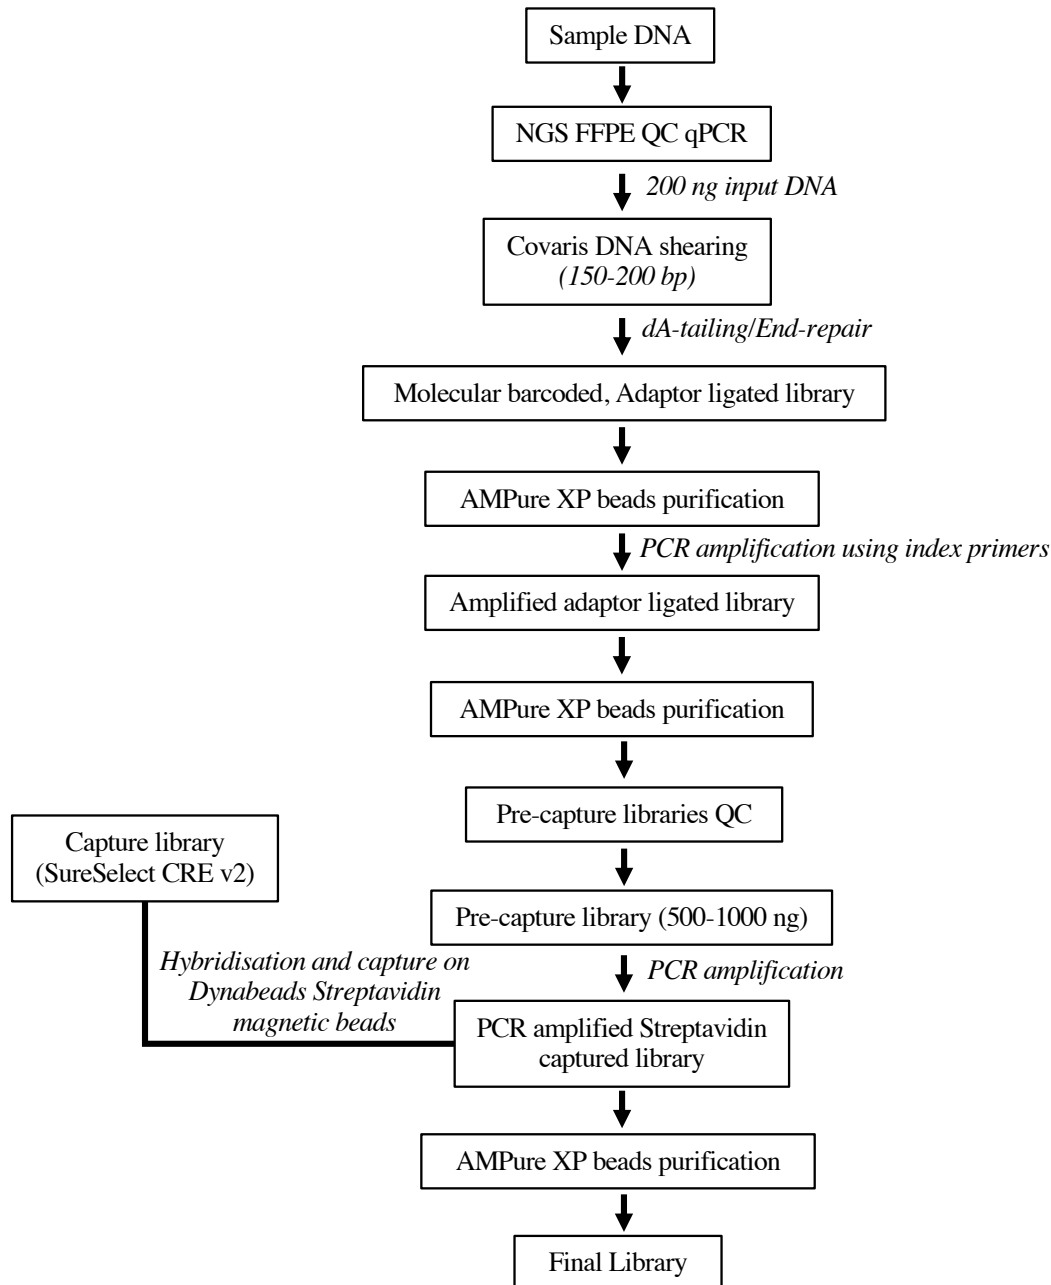 Sample DNA
NGS FFPE QC qPCR
200 ng input DNA
Covaris DNA shearing
(150-200 bp)
dA-tailing/End-repair
Molecular barcoded, Adaptor ligated library
AMPure XP beads purification
PCR amplification using index primers
Amplified adaptor ligated library
AMPure XP beads purification
Pre-capture libraries QC
Capture library
(SureSelect CRE v2)
Pre-capture library (500-1000 ng)
Hybridisation and capture on
Dynabeads Streptavidin
magnetic beads
PCR amplification
PCR amplified Streptavidin
captured library
AMPure XP beads purification
Final Library